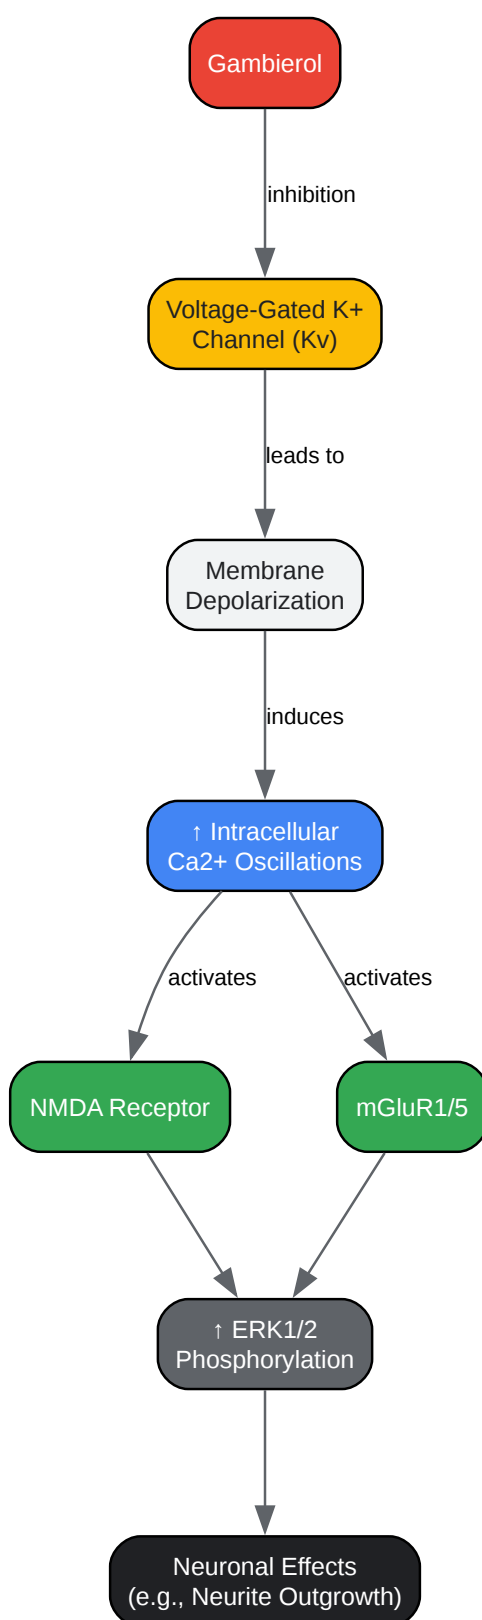 Gambierol
inhibition
Voltage-Gated K+
Channel (Kv)
leads to
Membrane
Depolarization
induces
↑ Intracellular
Ca2+ Oscillations
activates
activates
NMDA Receptor
mGluR1/5
↑ ERK1/2
Phosphorylation
Neuronal Effects
(e.g., Neurite Outgrowth)